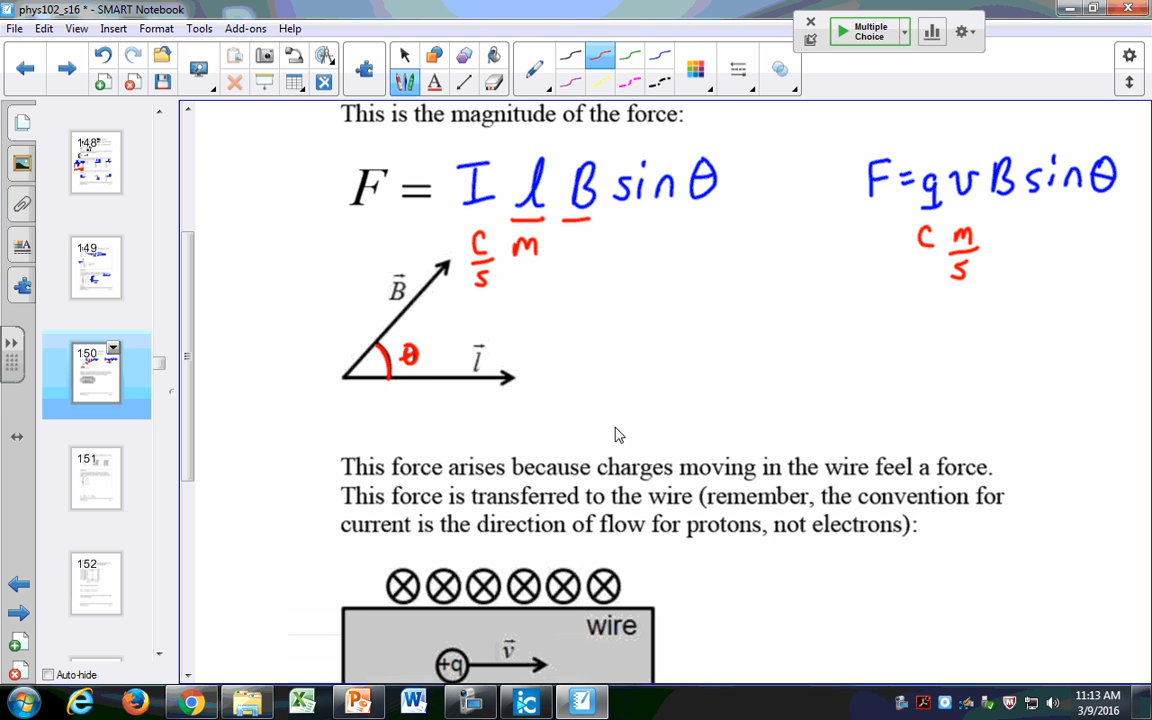 phys102_s16 * - SMART Notebook
File Edit View Insert Format Tools Add-ons Help
Multiple Choice
148
149
150
151
152
Auto-hide
This is the magnitude of the force:
F = I l B sin θ
F = q v B sin θ
C/s m
C m/s
B⃗
θ
l⃗
This force arises because charges moving in the wire feel a force.
This force is transferred to the wire (remember, the convention for
current is the direction of flow for protons, not electrons):
wire
v⃗
+q
11:13 AM
3/9/2016